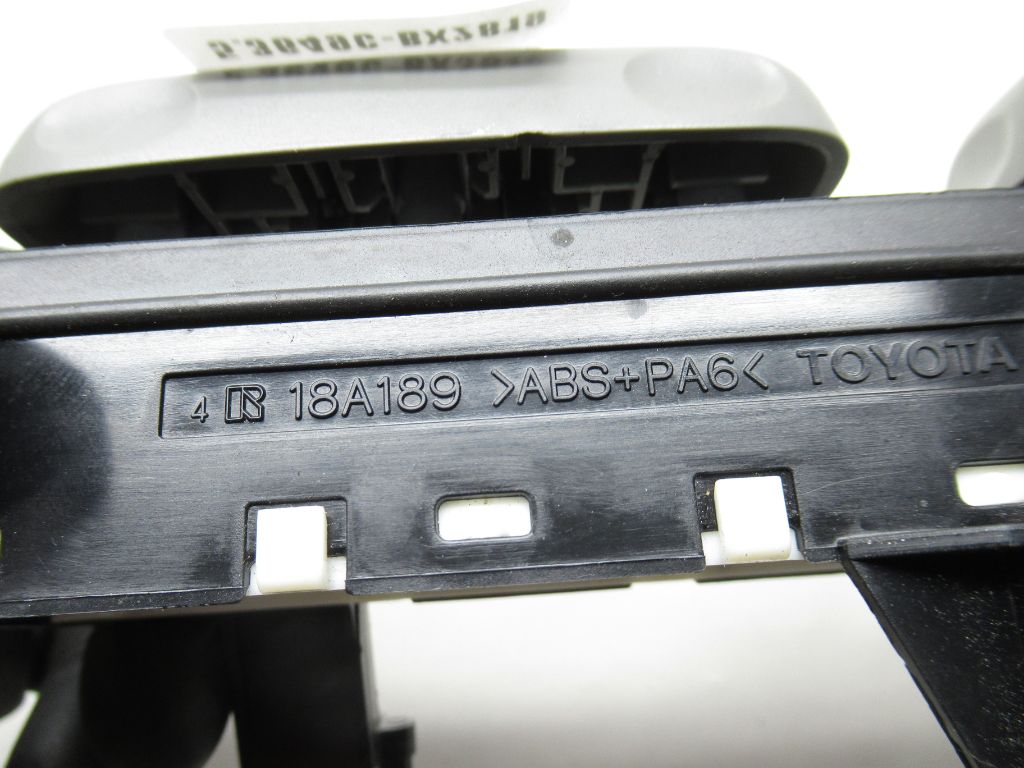 4 R 18A189 >ABS+PA6< TOYOTA